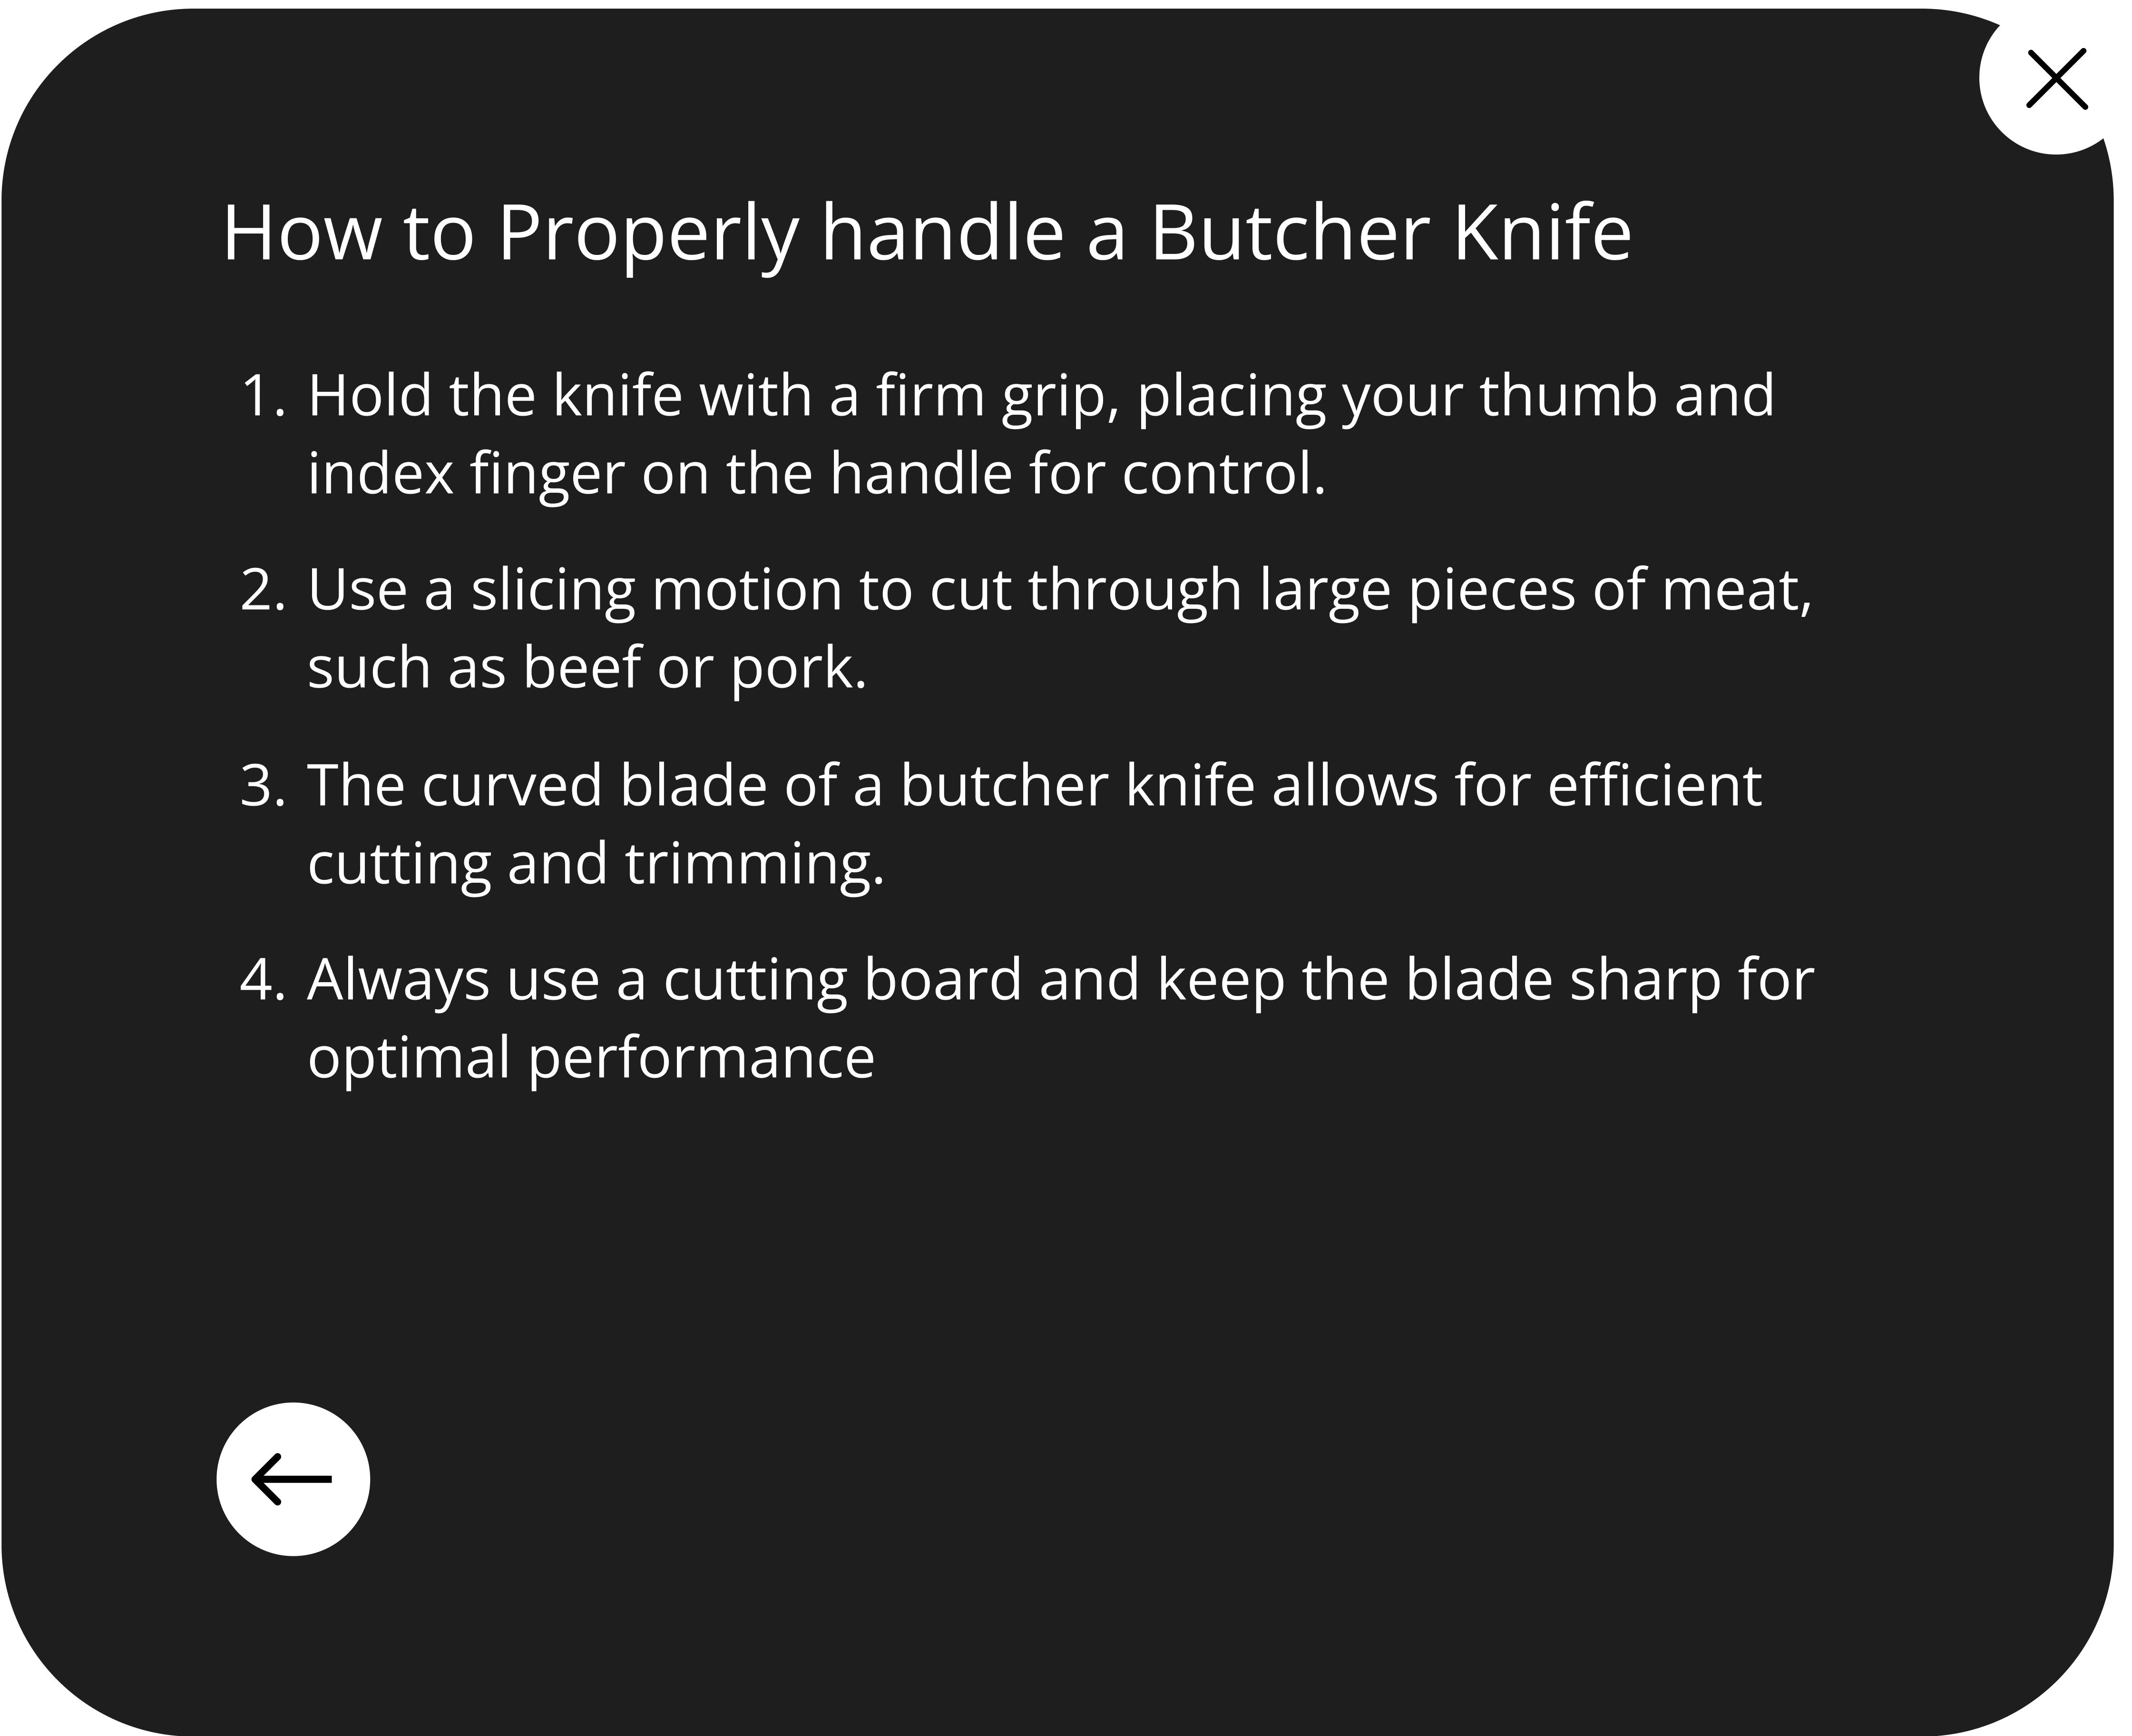 How to Properly handle a Butcher Knife
1. Hold the knife with a firm grip, placing your thumb and
index finger on the handle for control.
2. Use a slicing motion to cut through large pieces of meat,
such as beef or pork.
3. The curved blade of a butcher knife allows for efficient
cutting and trimming.
4. Always use a cutting board and keep the blade sharp for
optimal performance